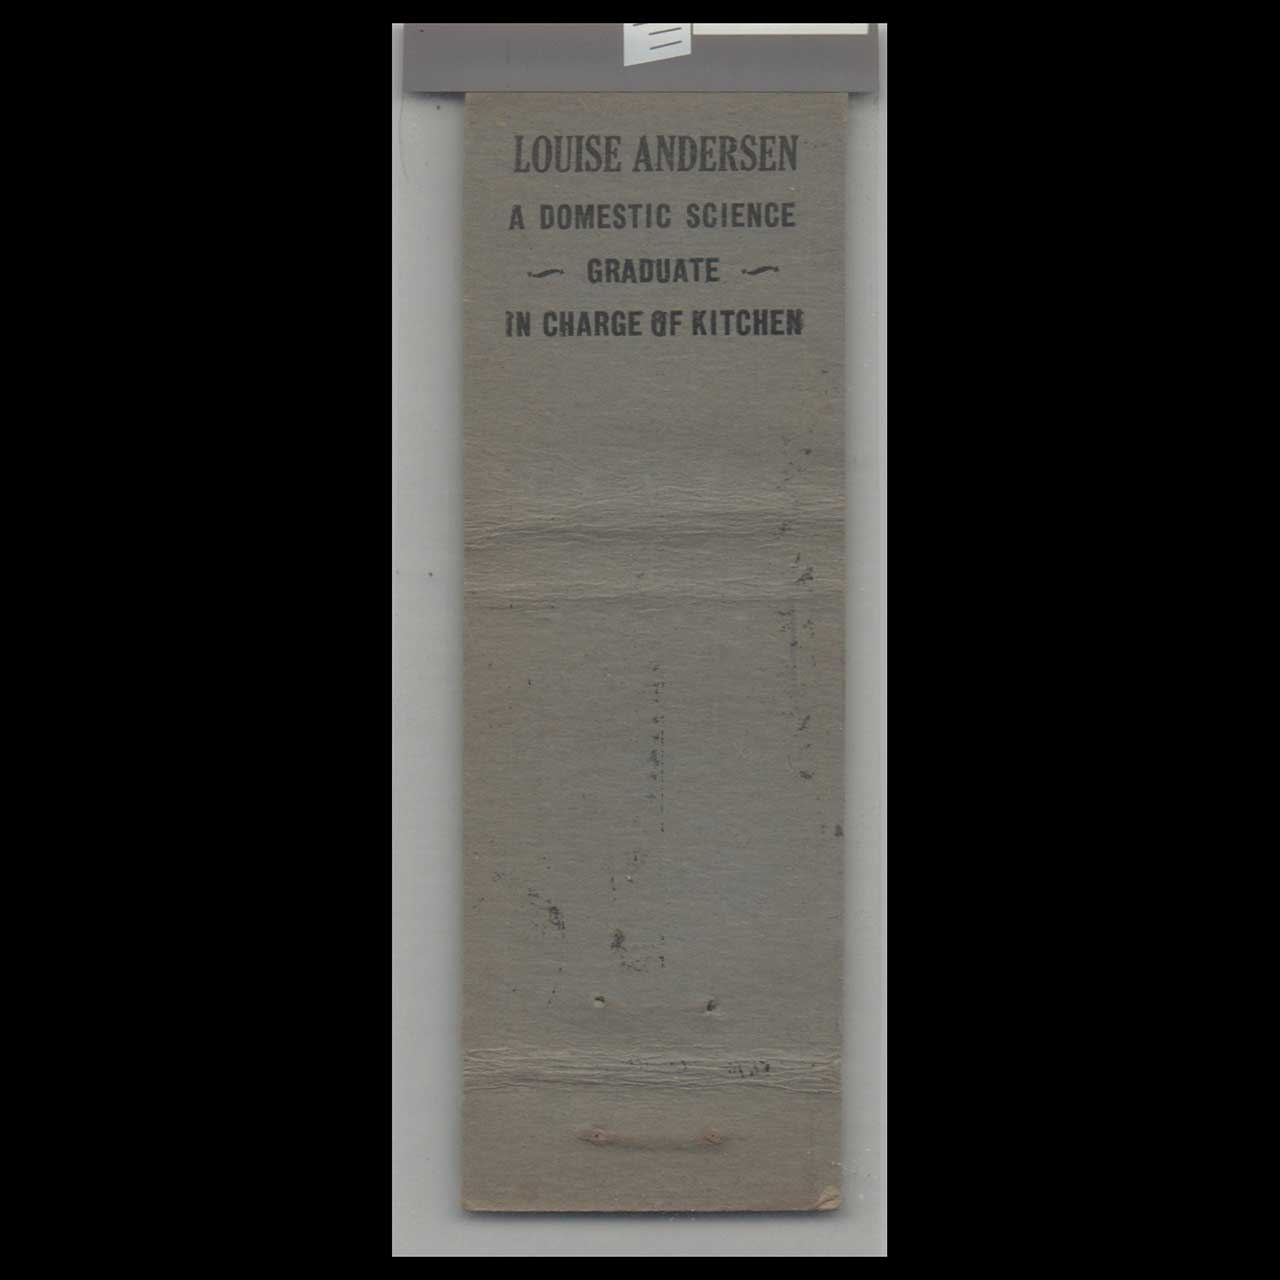 LOUISE ANDERSEN
A DOMESTIC SCIENCE
GRADUATE
IN CHARGE OF KITCHEN